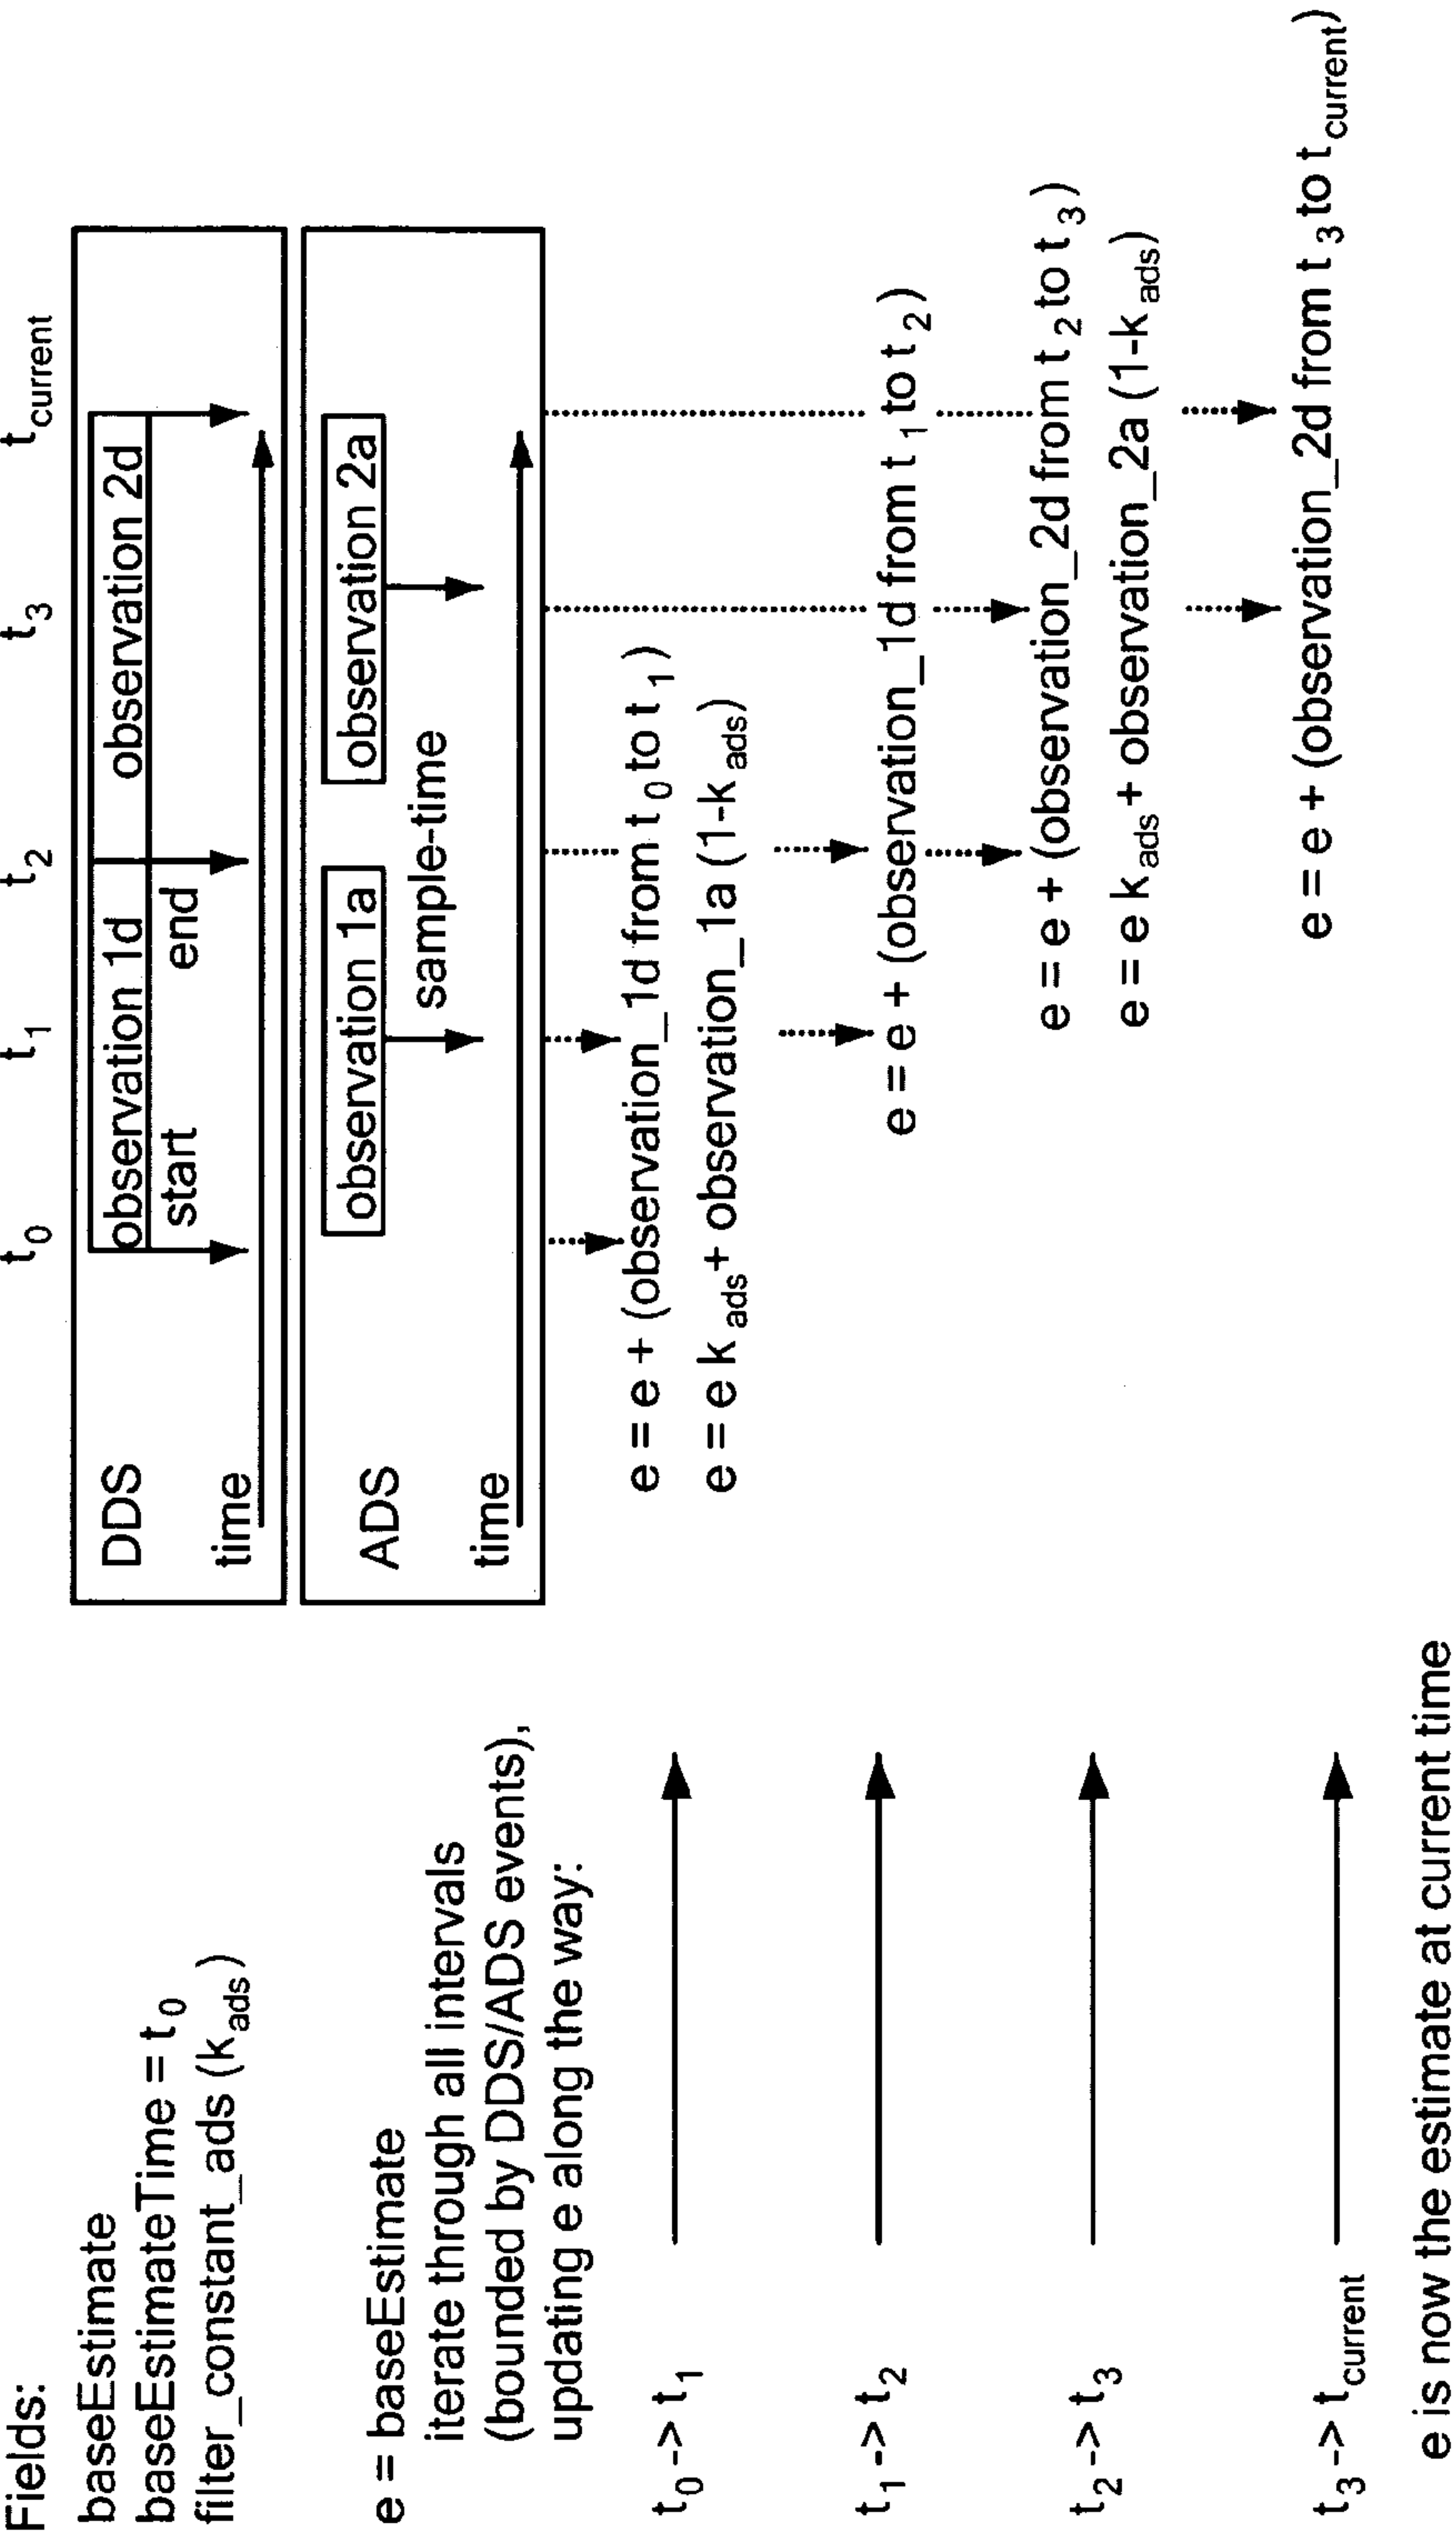 Fields:
baseEstimate
baseEstimateTime = t0
filter_constant_ads (kads)
e = baseEstimate
iterate through all intervals
(bounded by DDS/ADS events),
updating e along the way:
t0 -> t1
t1 -> t2
t2 -> t3
t3 -> tcurrent
e is now the estimate at current time
t0 t1 t2 t3 tcurrent
DDS
observation 1d observation 2d
start end
time
ADS
observation 1a observation 2a
sample-time
time
e = e + (observation_1d from t0 to t1)
e = e kads + observation_1a (1-kads)
e = e + (observation_1d from t1 to t2)
e = e + (observation_2d from t2 to t3)
e = e kads + observation_2a (1-kads)
e = e + (observation_2d from t3 to tcurrent)